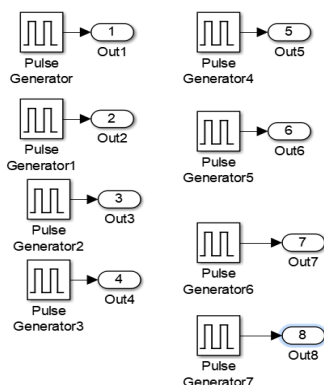 1
Out1
Pulse
Generator
2
Out2
Pulse
Generator1
3
Out3
Pulse
Generator2
4
Out4
Pulse
Generator3
5
Out5
Pulse
Generator4
6
Out6
Pulse
Generator5
7
Out7
Pulse
Generator6
8
Out8
Pulse
Generator7